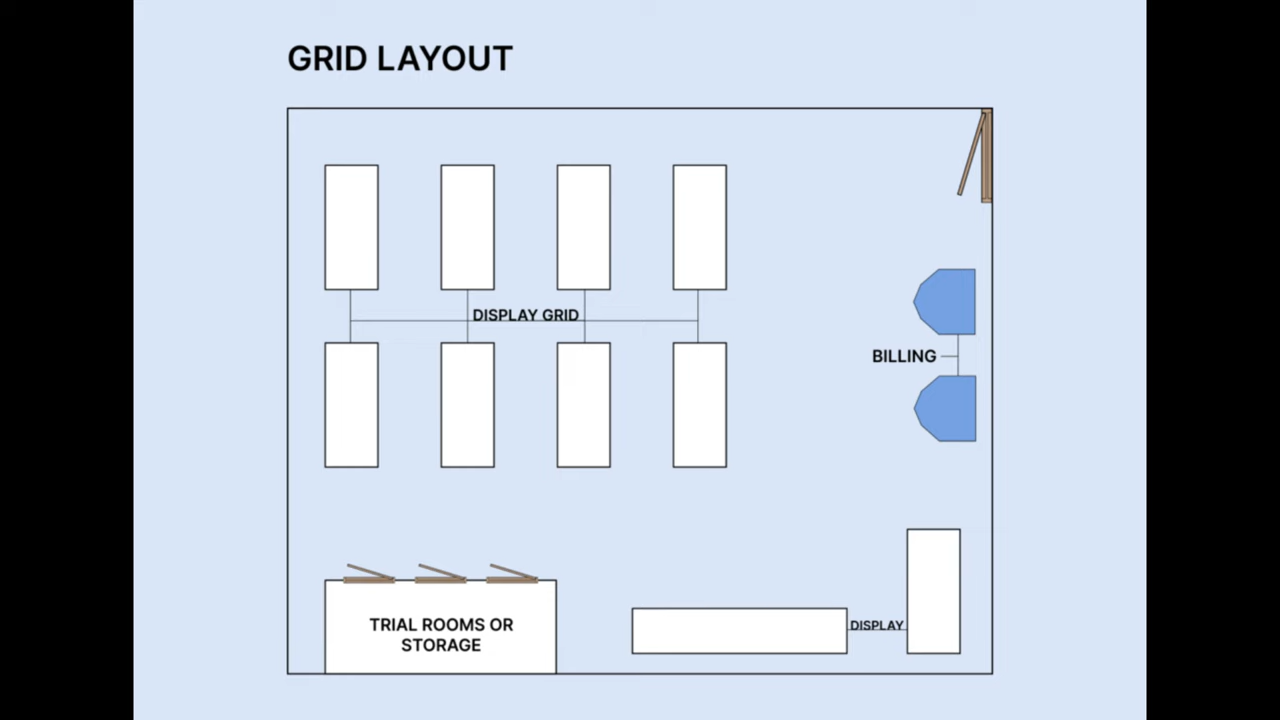 GRID LAYOUT
DISPLAY GRID
BILLING
TRIAL ROOMS OR
STORAGE
DISPLAY